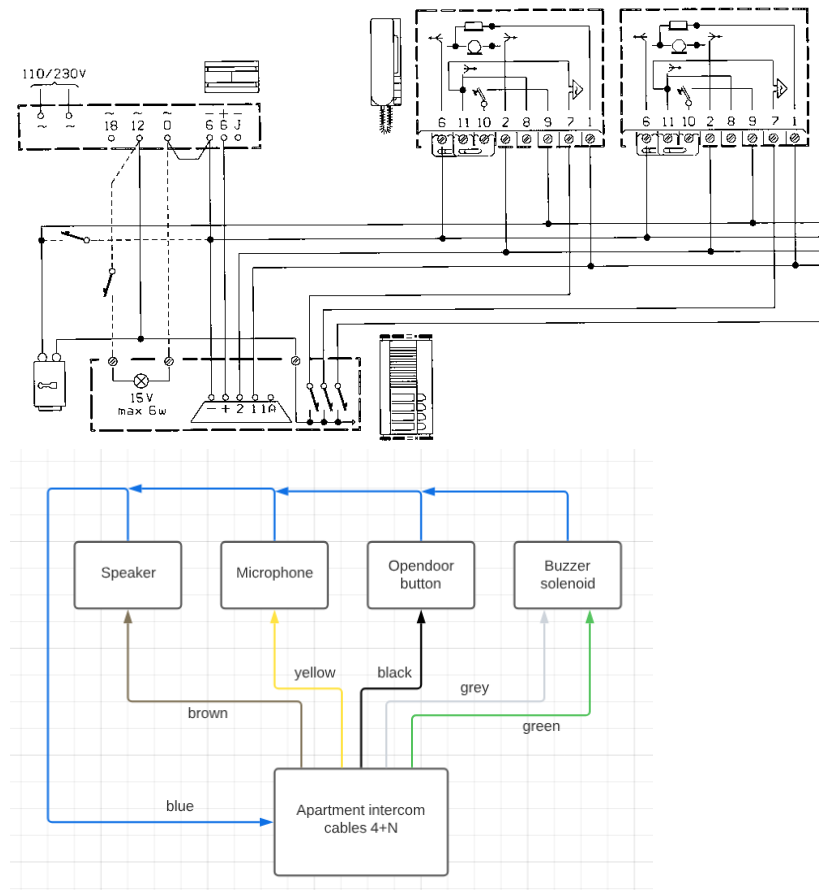 110/230V
~ ~ ~ ~ ~ – + –
18 12 0 6 6 J
6 11 10 2 8 9 7 1
6 11 10 2 8 9 7 1
15V
max 6w
– + 2 1 1A
Speaker
Microphone
Opendoor
button
Buzzer
solenoid
yellow
black
grey
brown
green
blue
Apartment intercom
cables 4+N